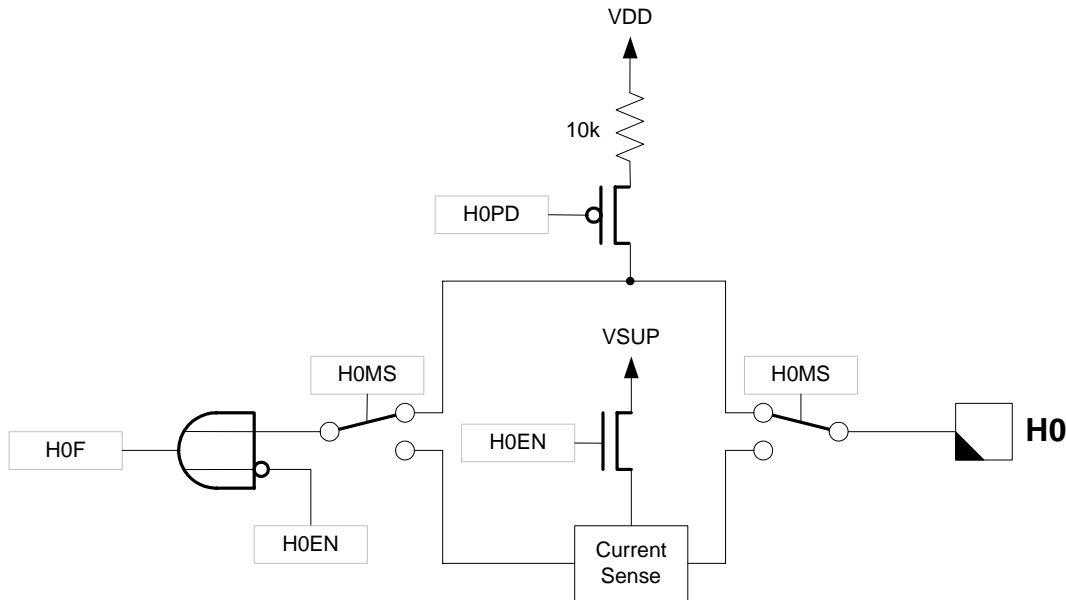 VDD
10k
H0PD
VSUP
H0MS
H0MS
H0
H0EN
H0F
H0EN
Current
Sense